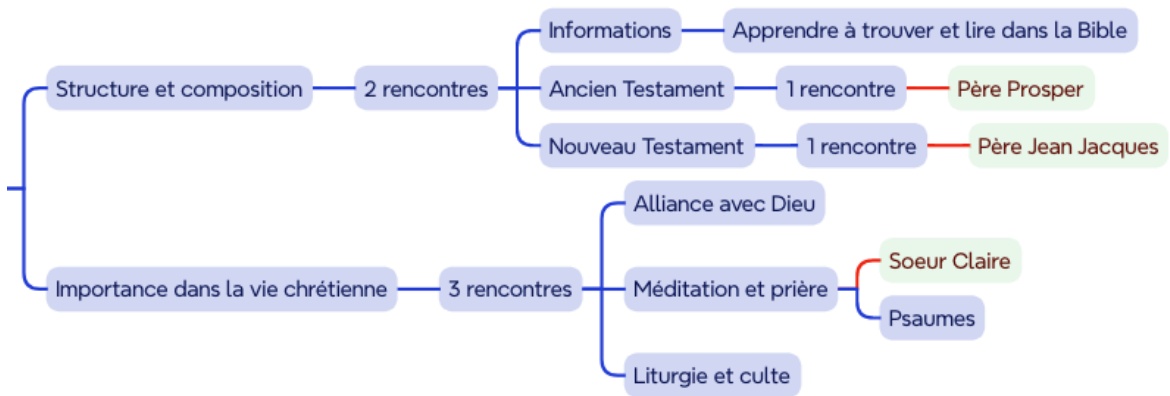 Informations
Apprendre à trouver et lire dans la Bible
Structure et composition
2 rencontres
Ancien Testament
1 rencontre
Père Prosper
Nouveau Testament
1 rencontre
Père Jean Jacques
Alliance avec Dieu
Importance dans la vie chrétienne
3 rencontres
Méditation et prière
Soeur Claire
Psaumes
Liturgie et culte